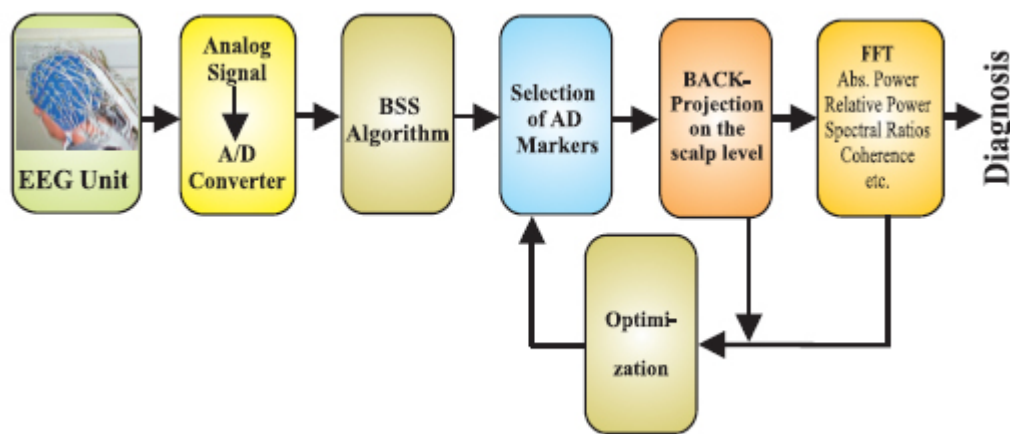 EEG Unit
Analog
Signal
A/D
Converter
BSS
Algorithm
Selection
of AD
Markers
BACK-
Projection
on the
scalp level
FFT
Abs. Power
Relative Power
Spectral Ratios
Coherence
etc.
Diagnosis
Optimi-
zation